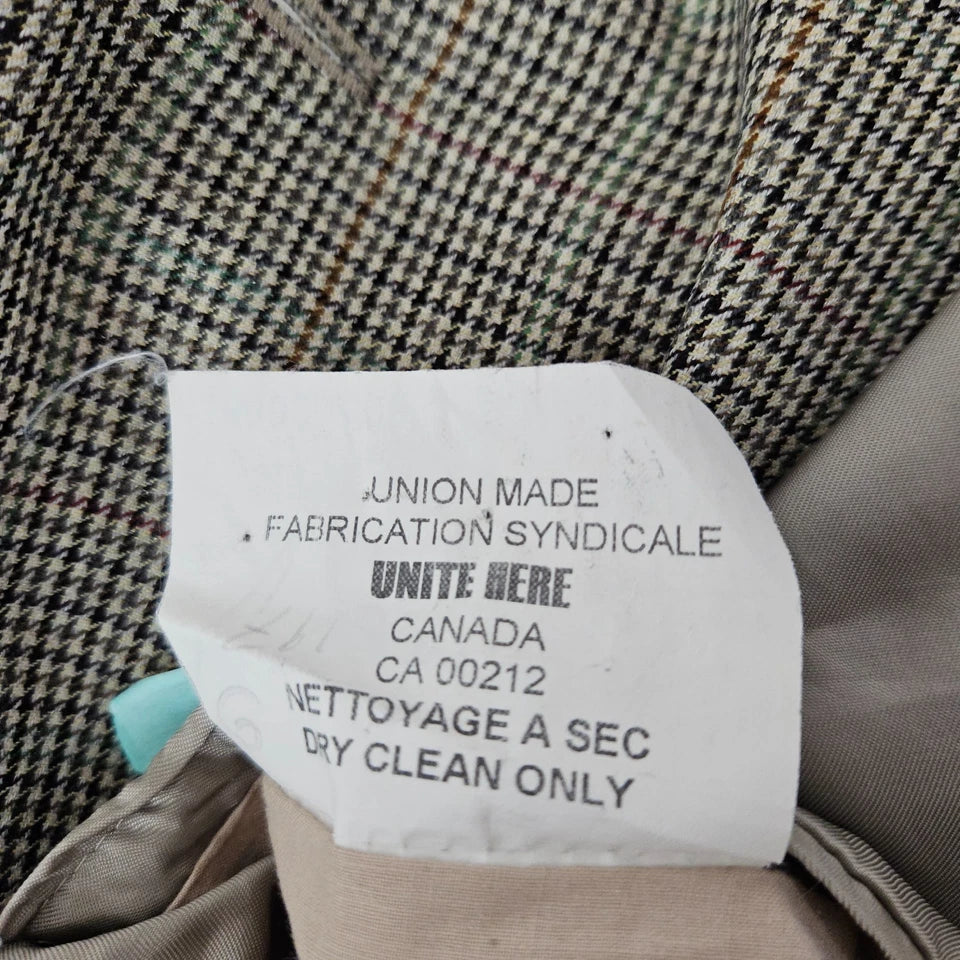 UNION MADE
FABRICATION SYNDICALE
UNITE HERE
CANADA
CA 00212
NETTOYAGE A SEC
DRY CLEAN ONLY